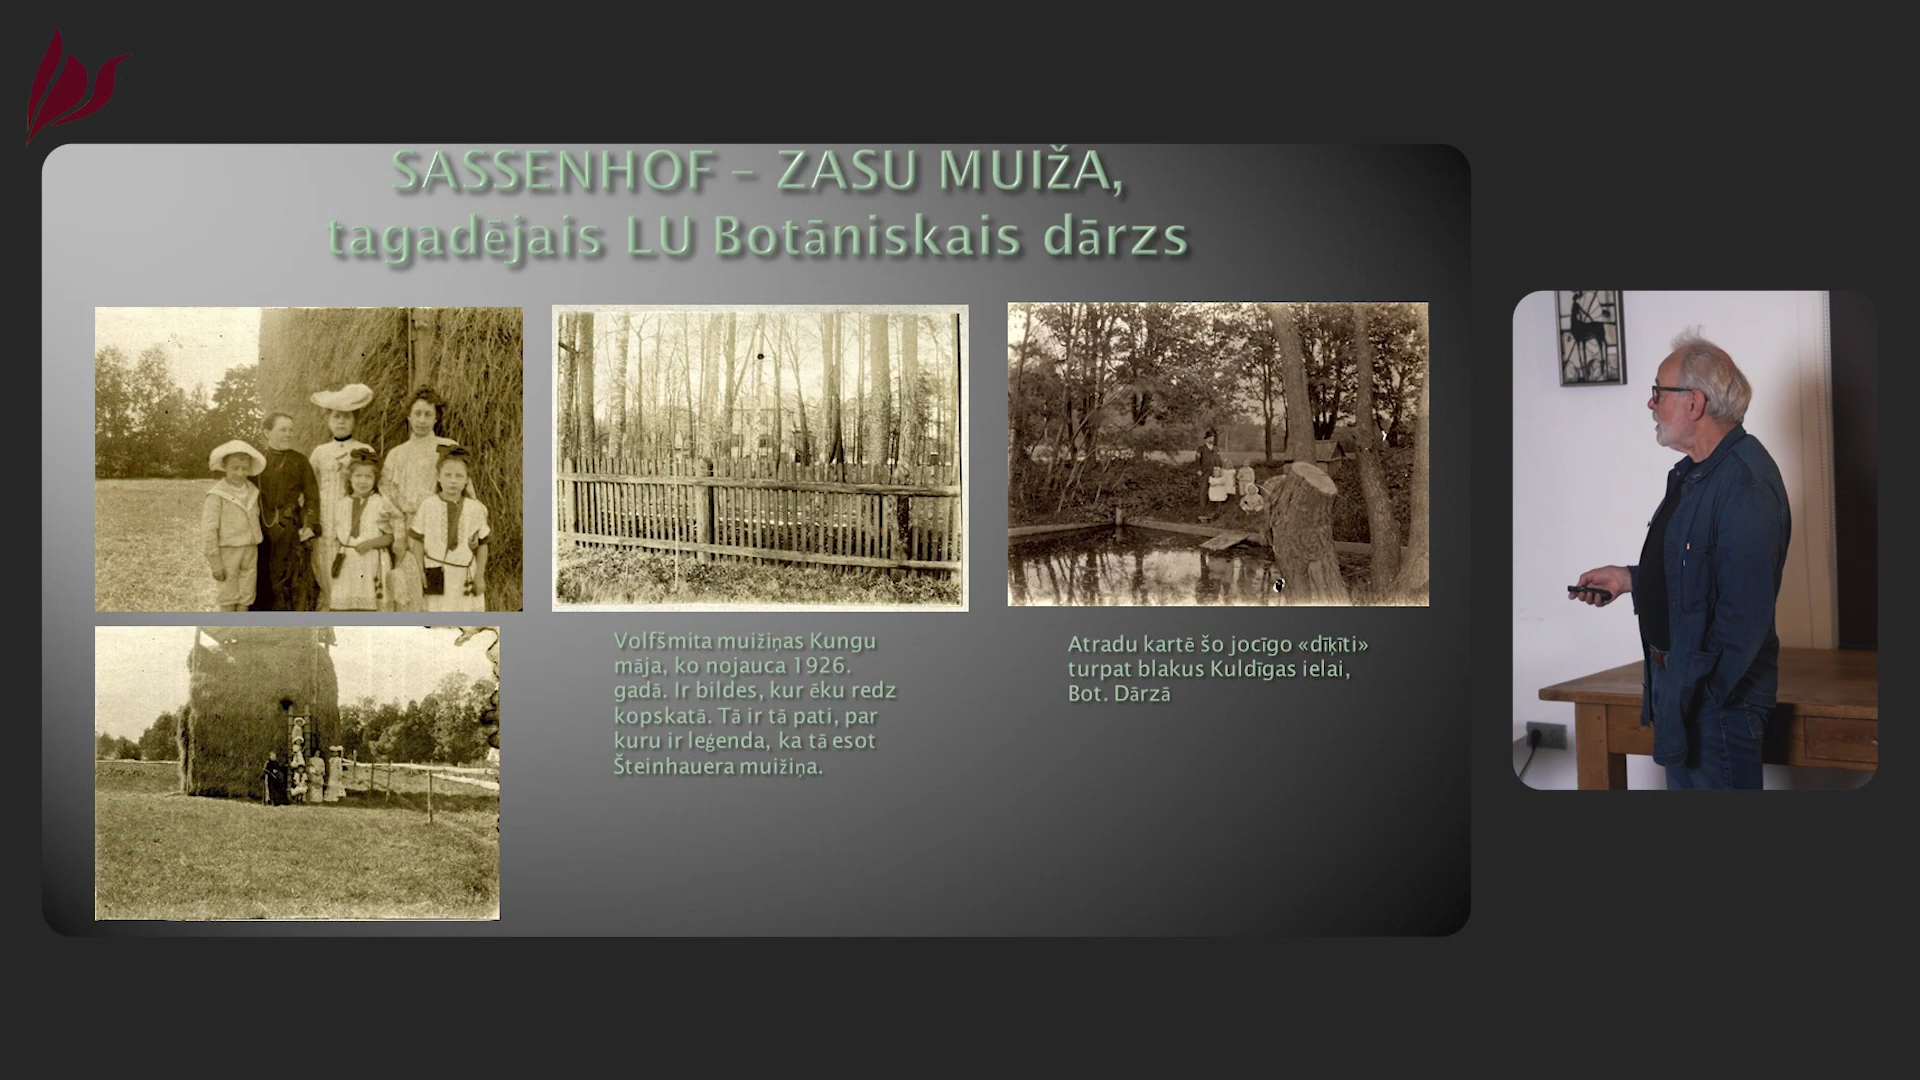 SASSENHOF – ZASU MUIŽA,
tagadējais LU Botāniskais dārzs
Volfšmita muižiņas Kungu
māja, ko nojauca 1926.
gadā. Ir bildes, kur ēku redz
kopskatā. Tā ir tā pati, par
kuru ir leģenda, ka tā esot
Šteinhauera muižiņa.
Atradu kartē šo jocīgo «dīķīti»
turpat blakus Kuldīgas ielai,
Bot. Dārzā